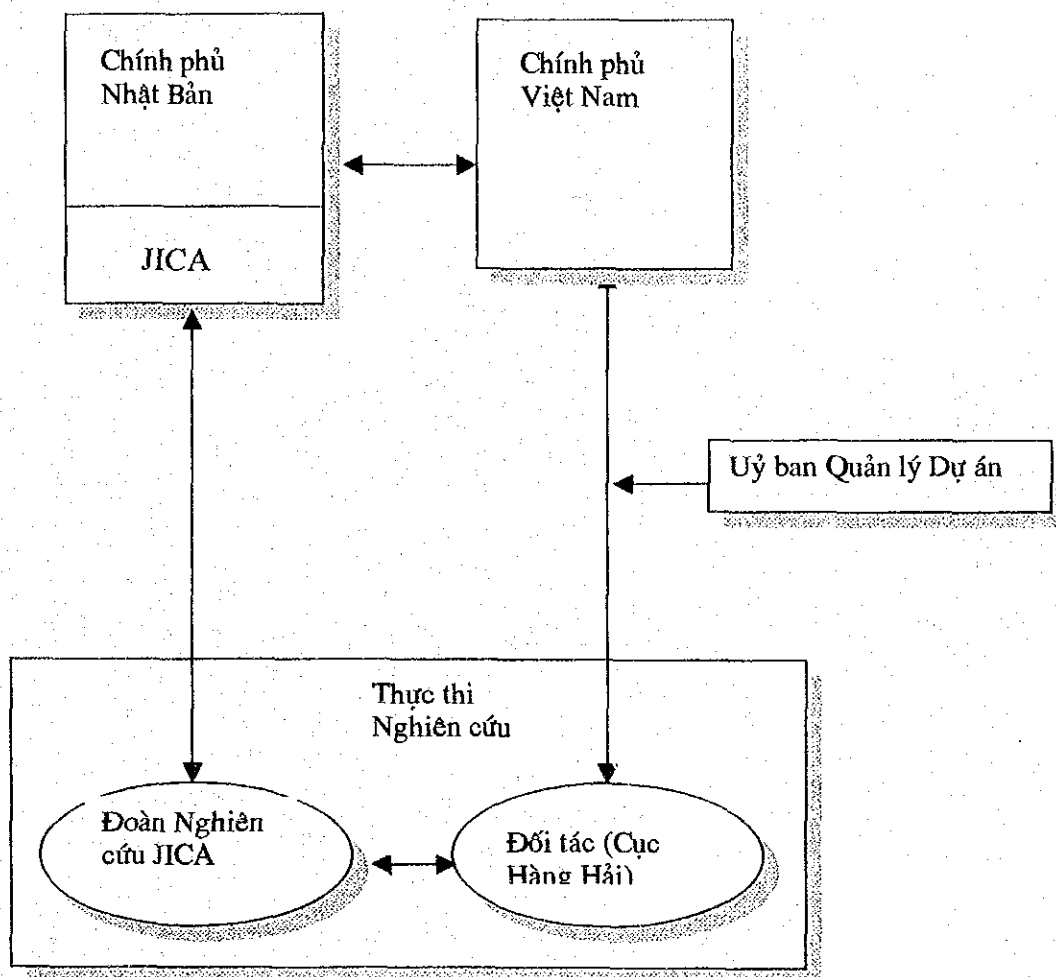 Chính phủ
Nhật Bản
JICA
Chính phủ
Việt Nam
Uỷ ban Quản lý Dự án
Thực thi
Nghiên cứu
Đoàn Nghiên
cứu JICA
Đối tác (Cục
Hàng Hải)